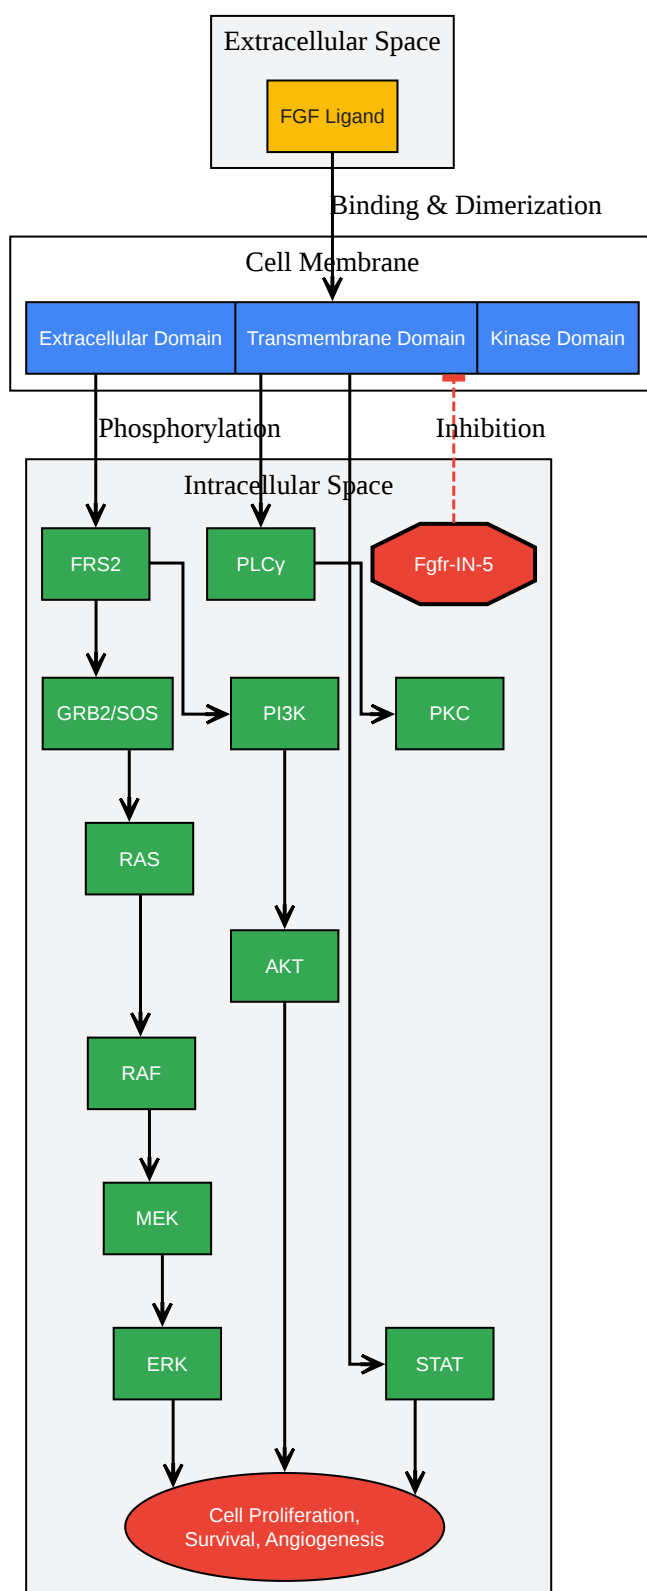 Extracellular Space
FGF Ligand
Binding & Dimerization
Cell Membrane
Extracellular Domain
Transmembrane Domain
Kinase Domain
Phosphorylation
Inhibition
Intracellular Space
FRS2
PLCγ
Fgfr-IN-5
GRB2/SOS
PI3K
PKC
RAS
AKT
RAF
MEK
ERK
STAT
Cell Proliferation,
Survival, Angiogenesis